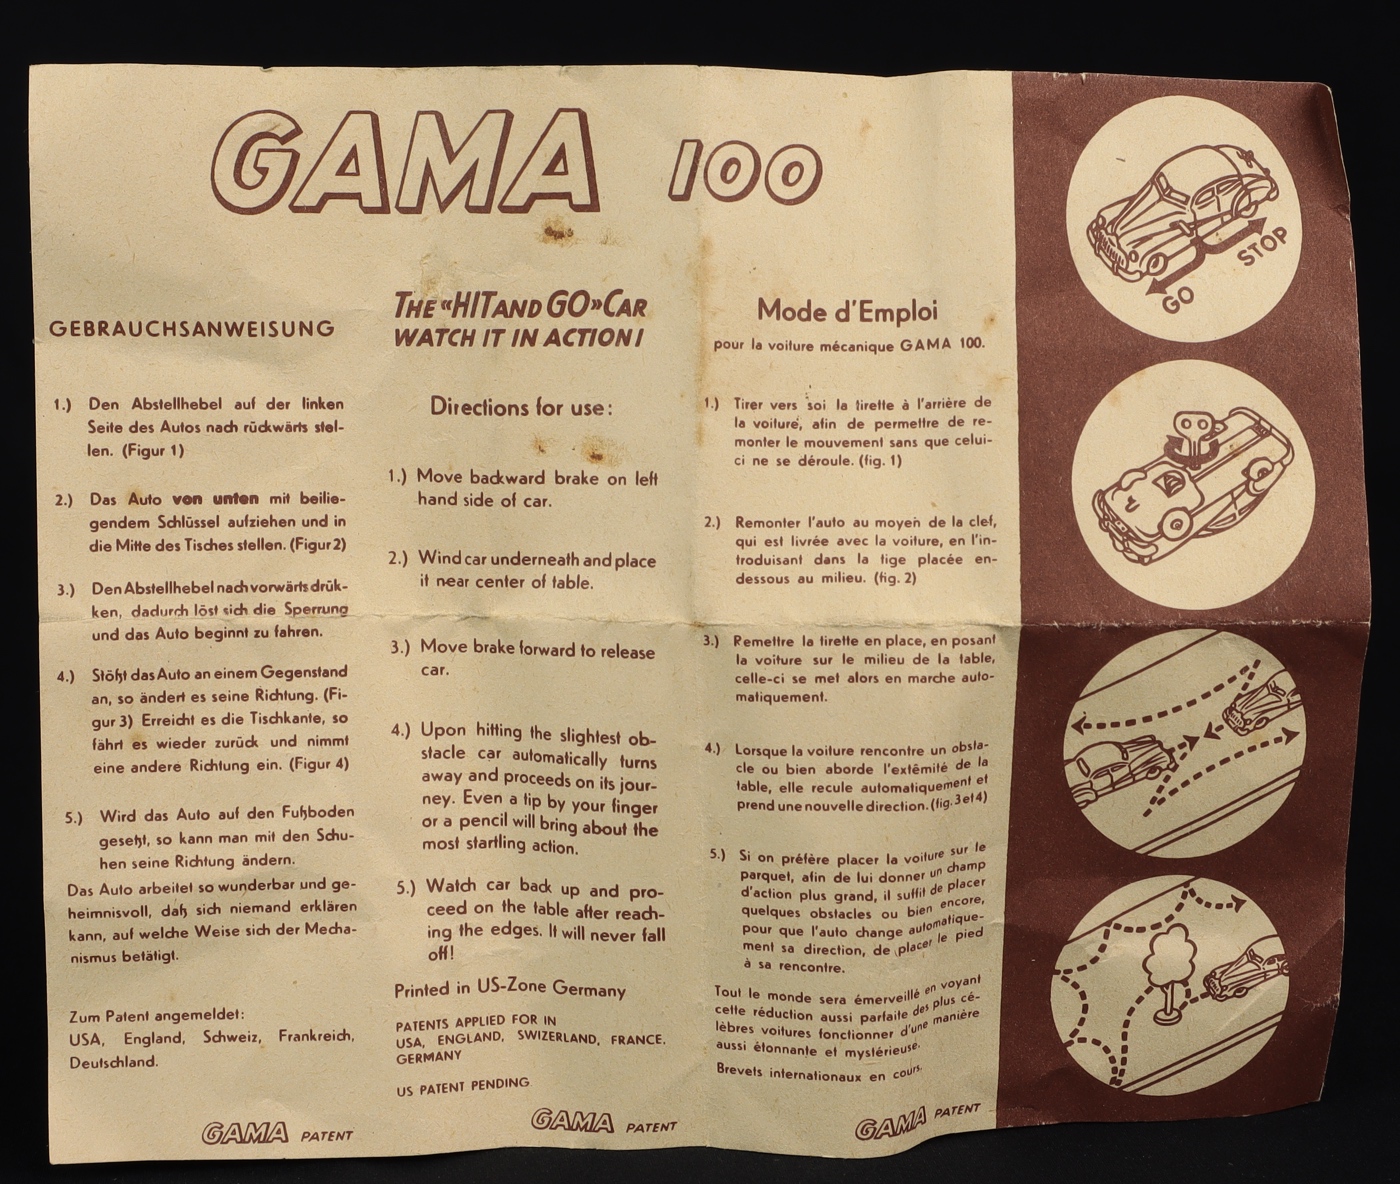 GAMA 100
GEBRAUCHSANWEISUNG
1.) Den Abstellhebel auf der linken
Seite des Autos nach rückwärts stel-
len. (Figur 1)
2.) Das Auto von unten mit beilie-
gendem Schlüssel aufziehen und in
die Mitte des Tisches stellen. (Figur 2)
3.) Den Abstellhebel nach vorwärts drük-
ken, dadurch löst sich die Sperrung
und das Auto beginnt zu fahren.
4.) Stößt das Auto an einem Gegenstand
an, so ändert es seine Richtung. (Fi-
gur 3) Erreicht es die Tischkante, so
fährt es wieder zurück und nimmt
eine andere Richtung ein. (Figur 4)
5.) Wird das Auto auf den Fußboden
gesetzt, so kann man mit den Schu-
hen seine Richtung ändern.
Das Auto arbeitet so wunderbar und ge-
heimnisvoll, daß sich niemand erklären
kann, auf welche Weise sich der Mecha-
nismus betätigt.
Zum Patent angemeldet:
USA, England, Schweiz, Frankreich,
Deutschland.
GAMA PATENT
THE «HIT AND GO» CAR
WATCH IT IN ACTION!
Directions for use:
1.) Move backward brake on left
hand side of car.
2.) Wind car underneath and place
it near center of table.
3.) Move brake forward to release
car.
4.) Upon hitting the slightest ob-
stacle car automatically turns
away and proceeds on its jour-
ney. Even a tip by your finger
or a pencil will bring about the
most startling action.
5.) Watch car back up and pro-
ceed on the table after reach-
ing the edges. It will never fall
off!
Printed in US-Zone Germany
PATENTS APPLIED FOR IN
USA, ENGLAND, SWIZERLAND, FRANCE,
GERMANY
US PATENT PENDING
GAMA PATENT
Mode d'Emploi
pour la voiture mécanique GAMA 100.
1.) Tirer vers soi la tirette à l'arrière de
la voiture, afin de permettre de re-
monter le mouvement sans que celui-
ci ne se déroule. (fig. 1)
2.) Remonter l'auto au moyen de la clef,
qui est livrée avec la voiture, en l'in-
troduisant dans la tige placée en-
dessous au milieu. (fig. 2)
3.) Remettre la tirette en place, en posant
la voiture sur le milieu de la table,
celle-ci se met alors en marche auto-
matiquement.
4.) Lorsque la voiture rencontre un obsta-
cle ou bien aborde l'extêmité de la
table, elle recule automatiquement et
prend une nouvelle direction. (fig. 3 et 4)
5.) Si on préfère placer la voiture sur le
parquet, afin de lui donner un champ
d'action plus grand, il suffit de placer
quelques obstacles ou bien encore,
pour que l'auto change automatique-
ment sa direction, de placer le pied
à sa rencontre.
Tout le monde sera émerveillé en voyant
cette réduction aussi parfaite des plus cé-
lèbres voitures fonctionner d'une manière
aussi étonnante et mystérieuse.
Brevets internationaux en cours.
GAMA PATENT
GO
STOP